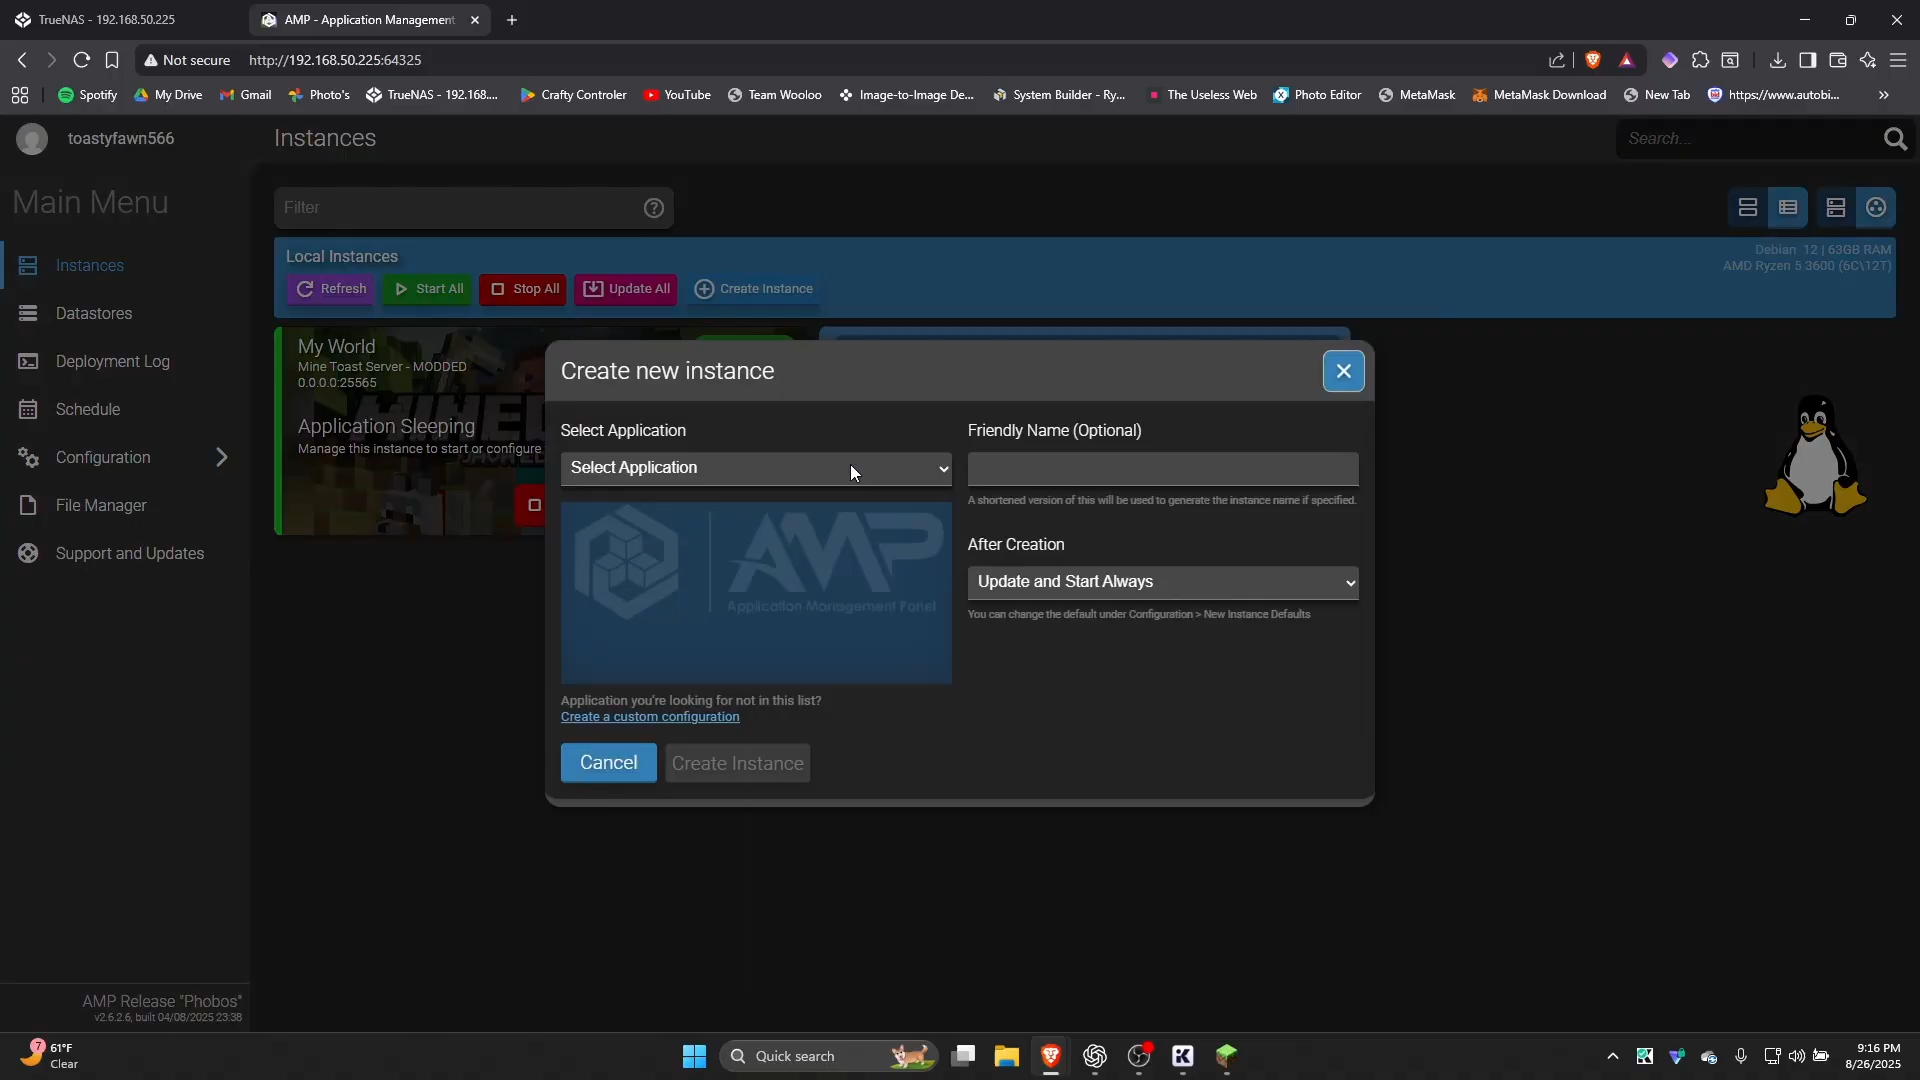 TrueNAS - 192.168.50.225
AMP - Application Management
Not secure http://192.168.50.225:64325
Spotify
My Drive
Gmail
Photo's
TrueNAS - 192.168....
Crafty Controler
YouTube
Team Wooloo
Image-to-Image De...
System Builder - Ry...
The Useless Web
Photo Editor
MetaMask
MetaMask Download
New Tab
https://www.autobi...
toastyfawn566
Instances
Search...
Main Menu
Filter
Instances
Datastores
Deployment Log
Schedule
Configuration
File Manager
Support and Updates
Local Instances
Debian 12 | 63GB RAM
AMD Ryzen 5 3600 (6C\12T)
Refresh
Start All
Stop All
Update All
Create Instance
My World
Mine Toast Server - MODDED
0.0.0.0:25565
Application Sleeping
Manage this instance to start or configure
Create new instance
Select Application
Select Application
AMP
Application Management Panel
Application you're looking for not in this list?
Create a custom configuration
Friendly Name (Optional)
A shortened version of this will be used to generate the instance name if specified.
After Creation
Update and Start Always
You can change the default under Configuration > New Instance Defaults
Cancel
Create Instance
AMP Release "Phobos"
v2.6.2.6, built 04/08/2025 23:38
7
61°F
Clear
Quick search
9:16 PM
8/26/2025